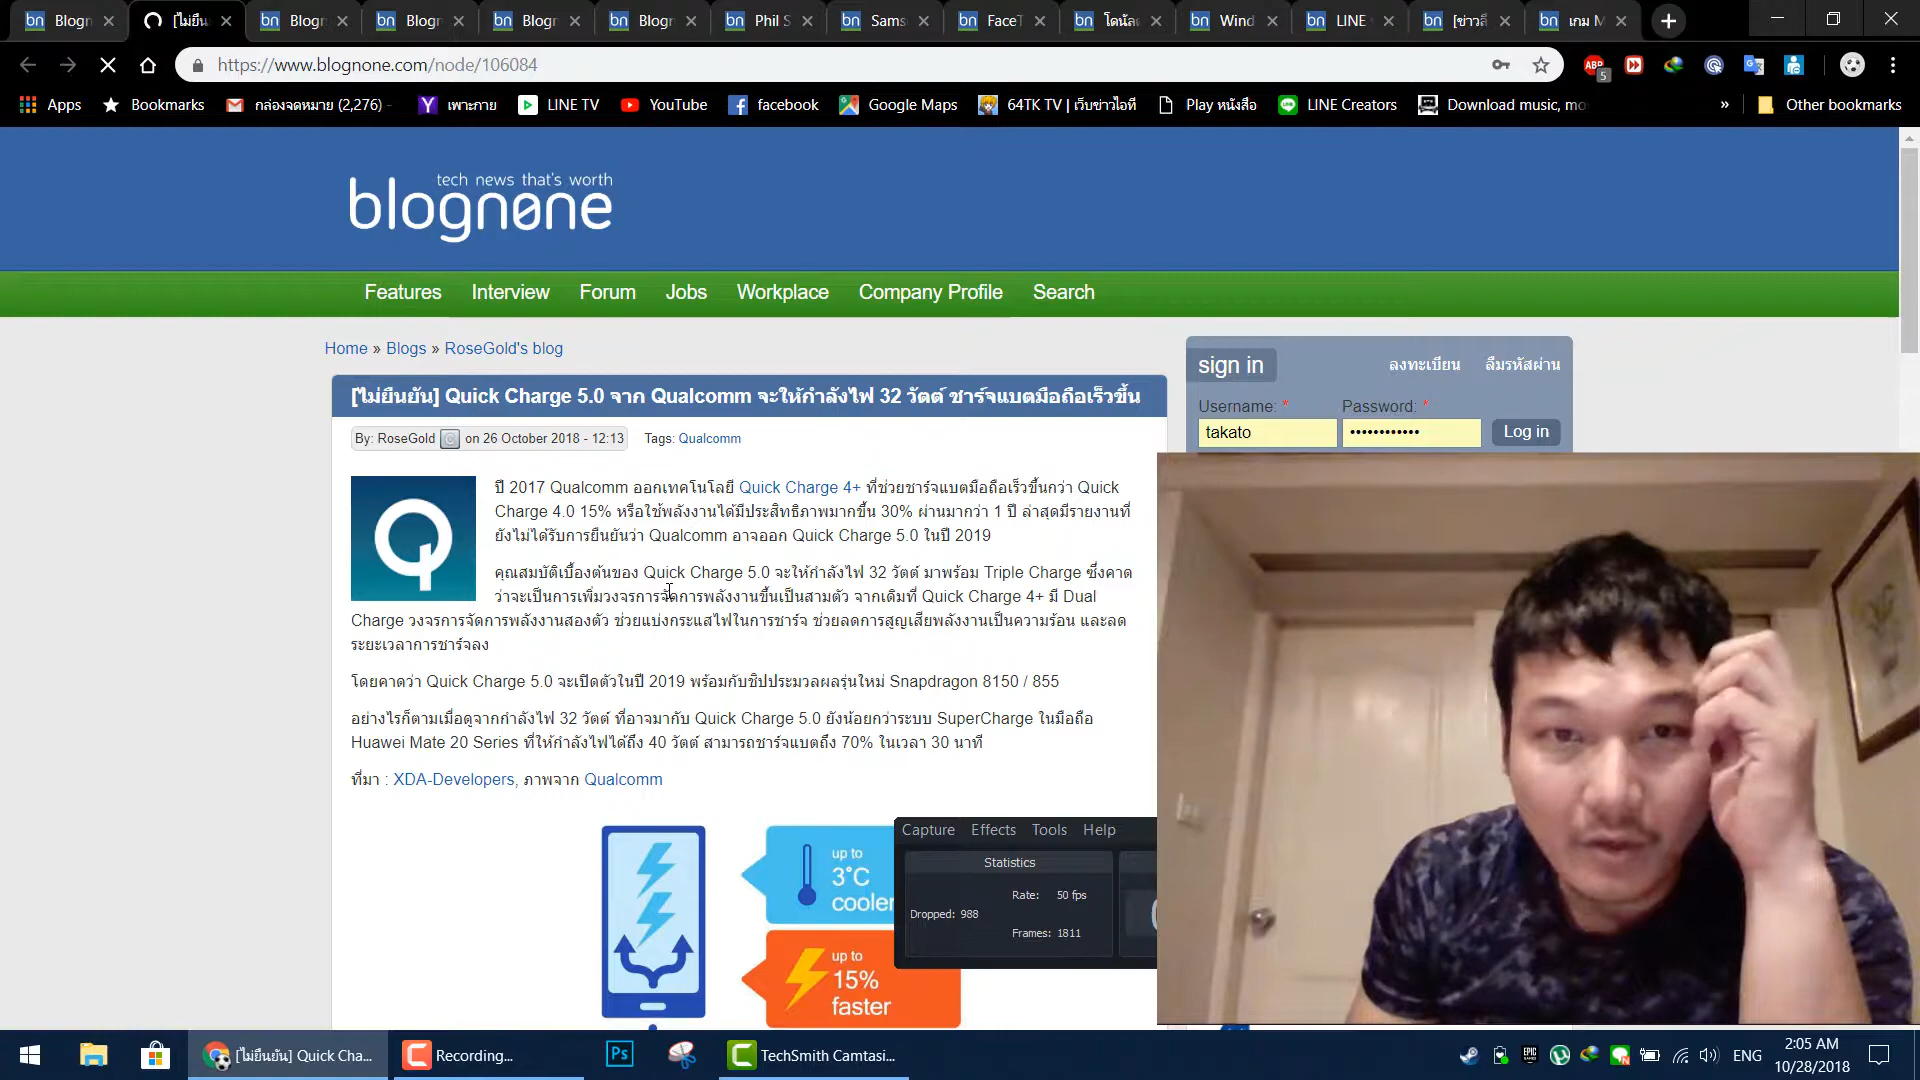 Blogn
[ไม่ยืน
Blogn
Blogn
Blogn
Blogn
Phil S
Sams
FaceT
โดนัล
Wind
LINE
[ข่าวลื
เกม M
https://www.blognone.com/node/106084
5
Apps
Bookmarks
กล่องจดหมาย (2,276) -
เพาะกาย
LINE TV
YouTube
facebook
Google Maps
64TK TV | เว็บข่าวไอที
Play หนังสือ
LINE Creators
Download music, mo
»
Other bookmarks
tech news that's worth
blognone
Features
Interview
Forum
Jobs
Workplace
Company Profile
Search
Home » Blogs » RoseGold's blog
[ไม่ยืนยัน] Quick Charge 5.0 จาก Qualcomm จะให้กำลังไฟ 32 วัตต์ ชาร์จแบตมือถือเร็วขึ้น
By: RoseGold on 26 October 2018 - 12:13
Tags: Qualcomm
sign in
ลงทะเบียน
ลืมรหัสผ่าน
Username: *
Password: *
takato
••••••••••••
Log in
ปี 2017 Qualcomm ออกเทคโนโลยี Quick Charge 4+ ที่ช่วยชาร์จแบตมือถือเร็วขึ้นกว่า Quick
Charge 4.0 15% หรือใช้พลังงานได้มีประสิทธิภาพมากขึ้น 30% ผ่านมากว่า 1 ปี ล่าสุดมีรายงานที่
ยังไม่ได้รับการยืนยันว่า Qualcomm อาจออก Quick Charge 5.0 ในปี 2019
คุณสมบัติเบื้องต้นของ Quick Charge 5.0 จะให้กำลังไฟ 32 วัตต์ มาพร้อม Triple Charge ซึ่งคาด
ว่าจะเป็นการเพิ่มวงจรการจัดการพลังงานขึ้นเป็นสามตัว จากเดิมที่ Quick Charge 4+ มี Dual
Charge วงจรการจัดการพลังงานสองตัว ช่วยแบ่งกระแสไฟในการชาร์จ ช่วยลดการสูญเสียพลังงานเป็นความร้อน และลด
ระยะเวลาการชาร์จลง
โดยคาดว่า Quick Charge 5.0 จะเปิดตัวในปี 2019 พร้อมกับชิปประมวลผลรุ่นใหม่ Snapdragon 8150 / 855
อย่างไรก็ตามเมื่อดูจากกำลังไฟ 32 วัตต์ ที่อาจมากับ Quick Charge 5.0 ยังน้อยกว่าระบบ SuperCharge ในมือถือ
Huawei Mate 20 Series ที่ให้กำลังไฟได้ถึง 40 วัตต์ สามารถชาร์จแบตถึง 70% ในเวลา 30 นาที
ที่มา : XDA-Developers, ภาพจาก Qualcomm
up to
3°C
cooler
up to
15%
faster
Capture
Effects
Tools
Help
Statistics
Rate: 50 fps
Dropped: 988
Frames: 1811
[ไม่ยืนยัน] Quick Cha...
Recording...
Ps
TechSmith Camtasi...
ENG
2:05 AM
10/28/2018